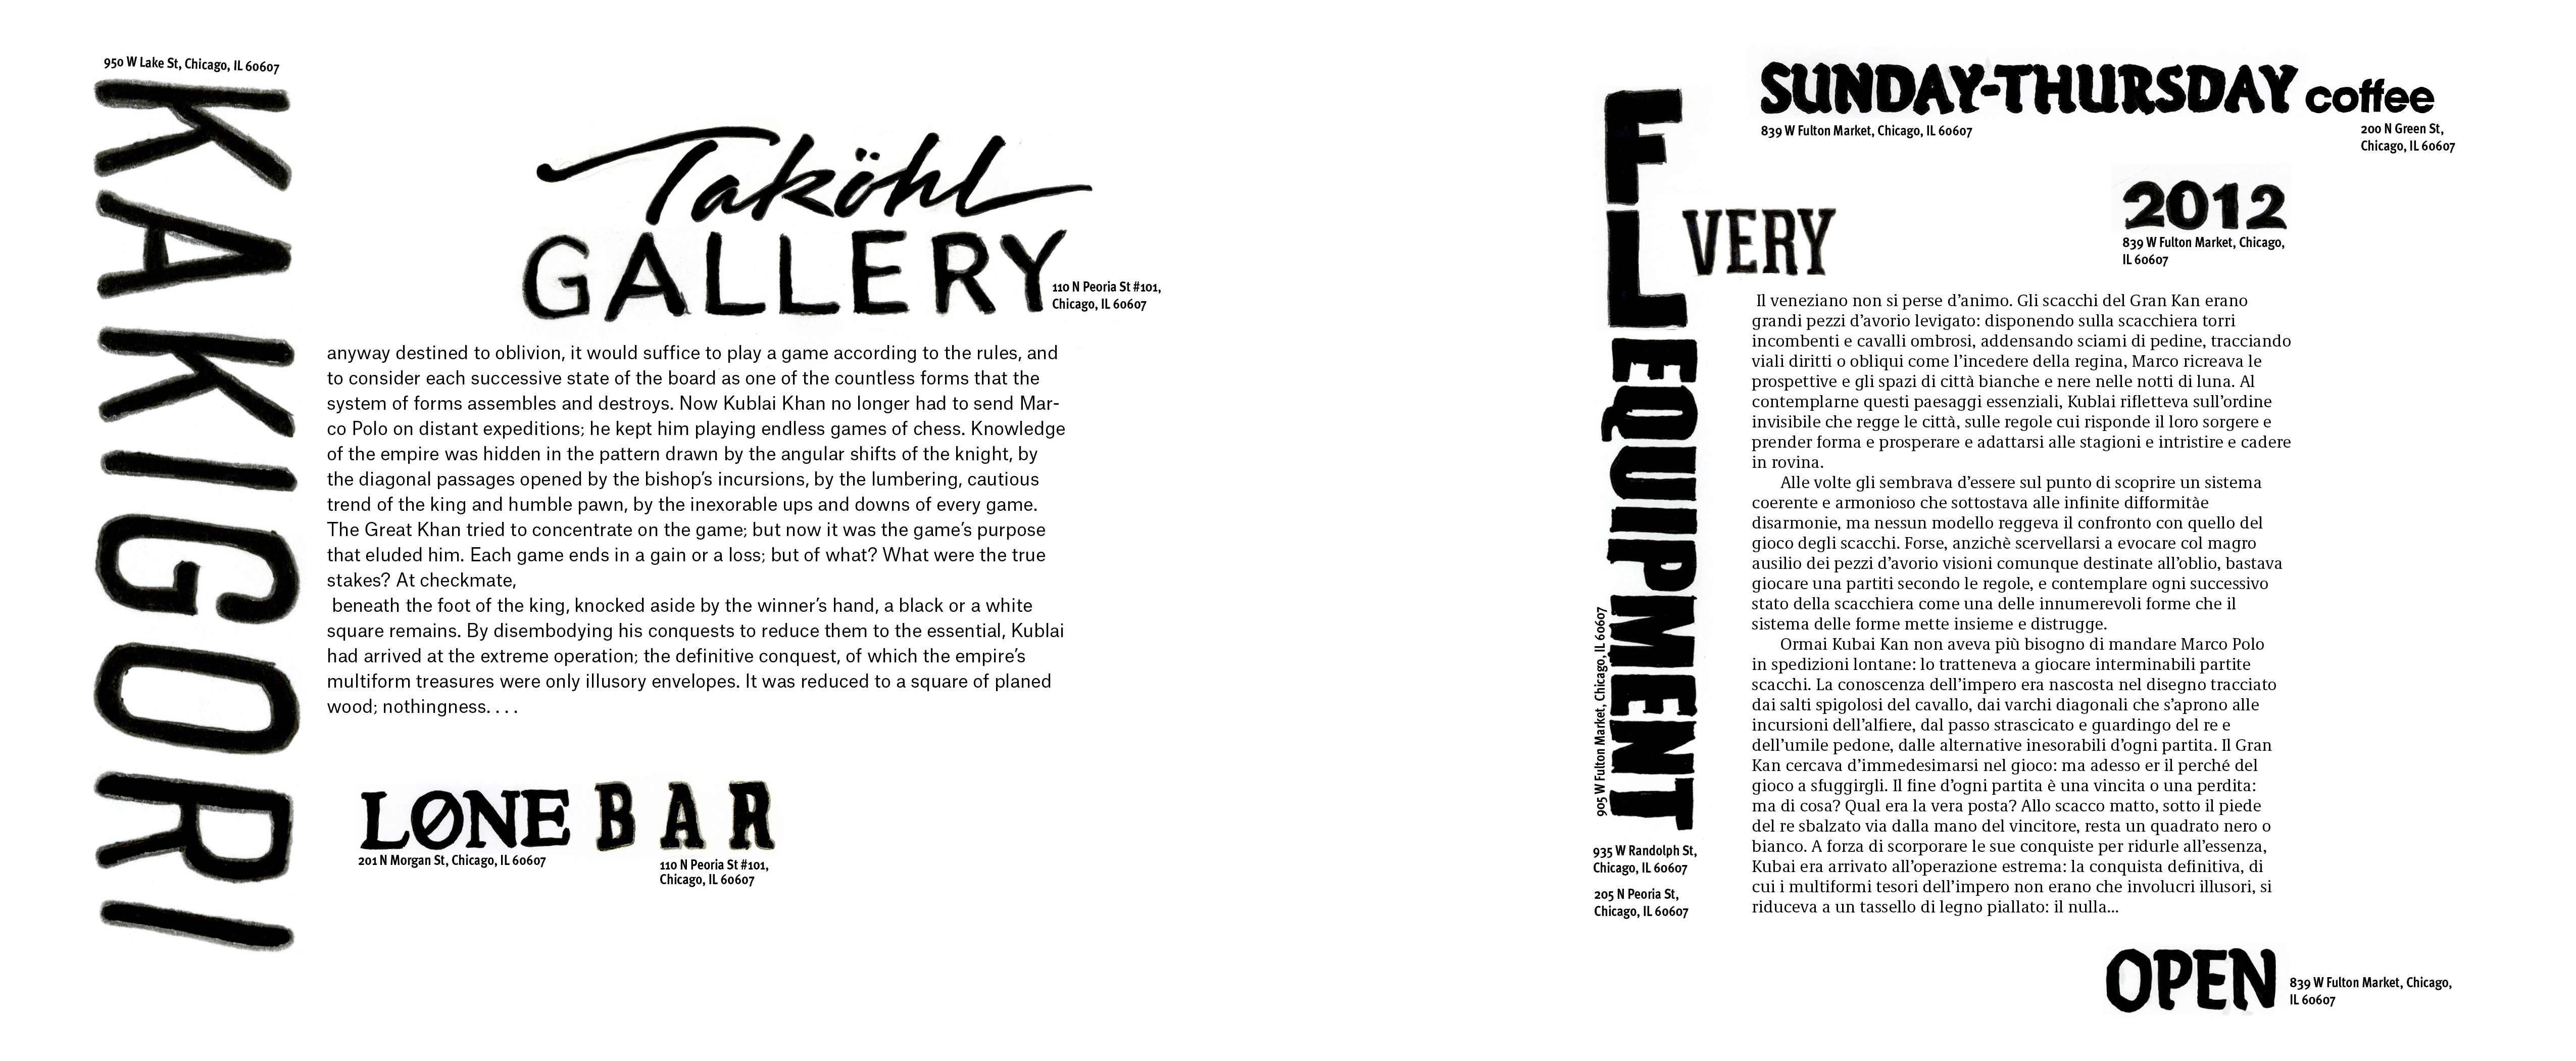 950 W Lake St, Chicago, IL 60607
KAKIGORI
Taköhl
GALLERY
110 N Peoria St #101,
Chicago, IL 60607
anyway destined to oblivion, it would suffice to play a game according to the rules, and
to consider each successive state of the board as one of the countless forms that the
system of forms assembles and destroys. Now Kublai Khan no longer had to send Mar-
co Polo on distant expeditions; he kept him playing endless games of chess. Knowledge
of the empire was hidden in the pattern drawn by the angular shifts of the knight, by
the diagonal passages opened by the bishop’s incursions, by the lumbering, cautious
trend of the king and humble pawn, by the inexorable ups and downs of every game.
The Great Khan tried to concentrate on the game; but now it was the game’s purpose
that eluded him. Each game ends in a gain or a loss; but of what? What were the true
stakes? At checkmate,
beneath the foot of the king, knocked aside by the winner’s hand, a black or a white
square remains. By disembodying his conquests to reduce them to the essential, Kublai
had arrived at the extreme operation; the definitive conquest, of which the empire’s
multiform treasures were only illusory envelopes. It was reduced to a square of planed
wood; nothingness. . . .
LØNE BAR
201 N Morgan St, Chicago, IL 60607
110 N Peoria St #101,
Chicago, IL 60607
SUNDAY-THURSDAY coffee
839 W Fulton Market, Chicago, IL 60607
200 N Green St,
Chicago, IL 60607
FL
VERY
2012
839 W Fulton Market, Chicago,
IL 60607
EQUIPMENT
905 W Fulton Market, Chicago, IL 60607
935 W Randolph St,
Chicago, IL 60607
205 N Peoria St,
Chicago, IL 60607
Il veneziano non si perse d’animo. Gli scacchi del Gran Kan erano
grandi pezzi d’avorio levigato: disponendo sulla scacchiera torri
incombenti e cavalli ombrosi, addensando sciami di pedine, tracciando
viali diritti o obliqui come l’incedere della regina, Marco ricreava le
prospettive e gli spazi di città bianche e nere nelle notti di luna. Al
contemplarne questi paesaggi essenziali, Kublai rifletteva sull’ordine
invisibile che regge le città, sulle regole cui risponde il loro sorgere e
prender forma e prosperare e adattarsi alle stagioni e intristire e cadere
in rovina.
Alle volte gli sembrava d’essere sul punto di scoprire un sistema
coerente e armonioso che sottostava alle infinite difformitàe
disarmonie, ma nessun modello reggeva il confronto con quello del
gioco degli scacchi. Forse, anzichè scervellarsi a evocare col magro
ausilio dei pezzi d’avorio visioni comunque destinate all’oblio, bastava
giocare una partiti secondo le regole, e contemplare ogni successivo
stato della scacchiera come una delle innumerevoli forme che il
sistema delle forme mette insieme e distrugge.
Ormai Kubai Kan non aveva più bisogno di mandare Marco Polo
in spedizioni lontane: lo tratteneva a giocare interminabili partite
scacchi. La conoscenza dell’impero era nascosta nel disegno tracciato
dai salti spigolosi del cavallo, dai varchi diagonali che s’aprono alle
incursioni dell’alfiere, dal passo strascicato e guardingo del re e
dell’umile pedone, dalle alternative inesorabili d’ogni partita. Il Gran
Kan cercava d’immedesimarsi nel gioco: ma adesso er il perché del
gioco a sfuggirgli. Il fine d’ogni partita è una vincita o una perdita:
ma di cosa? Qual era la vera posta? Allo scacco matto, sotto il piede
del re sbalzato via dalla mano del vincitore, resta un quadrato nero o
bianco. A forza di scorporare le sue conquiste per ridurle all’essenza,
Kubai era arrivato all’operazione estrema: la conquista definitiva, di
cui i multiformi tesori dell’impero non erano che involucri illusori, si
riduceva a un tassello di legno piallato: il nulla...
OPEN
839 W Fulton Market, Chicago,
IL 60607